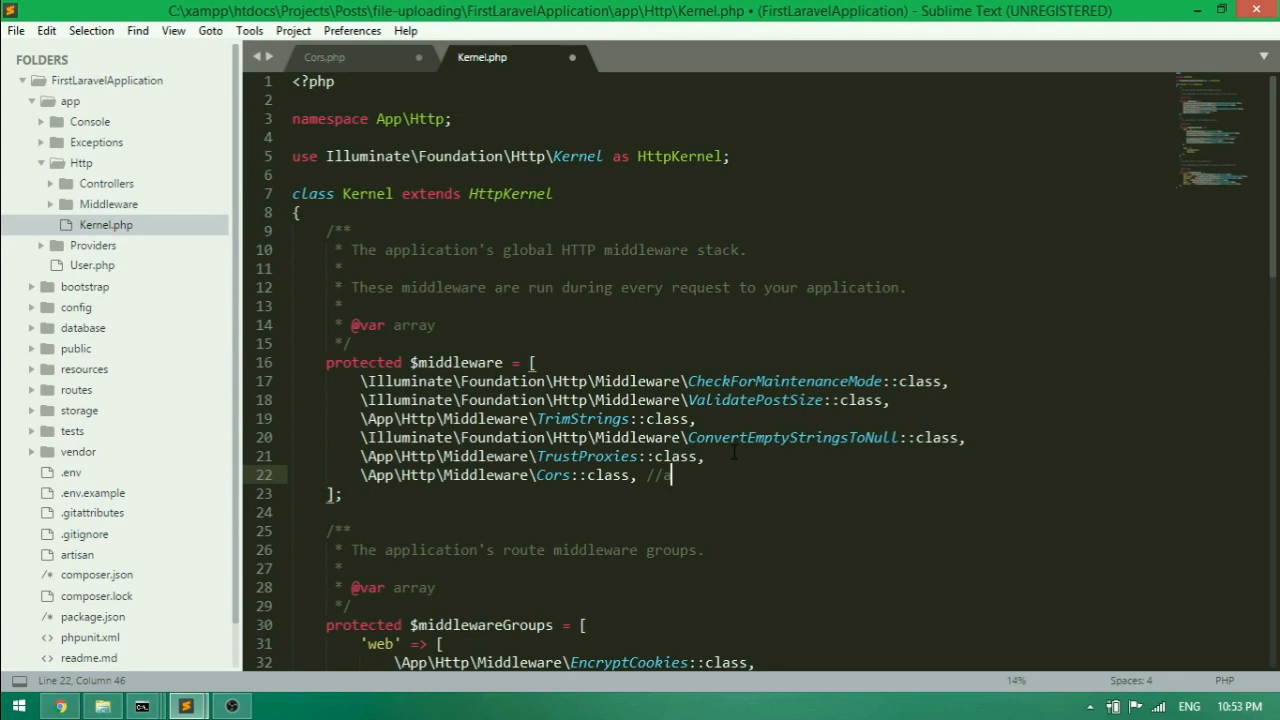 C:\xampp\htdocs\Projects\Posts\file-uploading\FirstLaravelApplication\app\Http\Kernel.php • (FirstLaravelApplication) - Sublime Text (UNREGISTERED)
File Edit Selection Find View Goto Tools Project Preferences Help
FOLDERS
FirstLaravelApplication
app
Console
Exceptions
Http
Controllers
Middleware
Kernel.php
Providers
User.php
bootstrap
config
database
public
resources
routes
storage
tests
vendor
.env
.env.example
.gitattributes
.gitignore
artisan
/* composer.json
composer.lock
/* package.json
phpunit.xml
readme.md
Cors.php
Kernel.php
1 <?php
2
3 namespace App\Http;
4
5 use Illuminate\Foundation\Http\Kernel as HttpKernel;
6
7 class Kernel extends HttpKernel
8 {
9 /**
10 * The application's global HTTP middleware stack.
11 *
12 * These middleware are run during every request to your application.
13 *
14 * @var array
15 */
16 protected $middleware = [
17 \Illuminate\Foundation\Http\Middleware\CheckForMaintenanceMode::class,
18 \Illuminate\Foundation\Http\Middleware\ValidatePostSize::class,
19 \App\Http\Middleware\TrimStrings::class,
20 \Illuminate\Foundation\Http\Middleware\ConvertEmptyStringsToNull::class,
21 \App\Http\Middleware\TrustProxies::class,
22 \App\Http\Middleware\Cors::class, //a
23 ];
24
25 /**
26 * The application's route middleware groups.
27 *
28 * @var array
29 */
30 protected $middlewareGroups = [
31 'web' => [
32 \App\Http\Middleware\EncryptCookies::class,
Line 22, Column 46
14%
Spaces: 4
PHP
ENG
10:53 PM